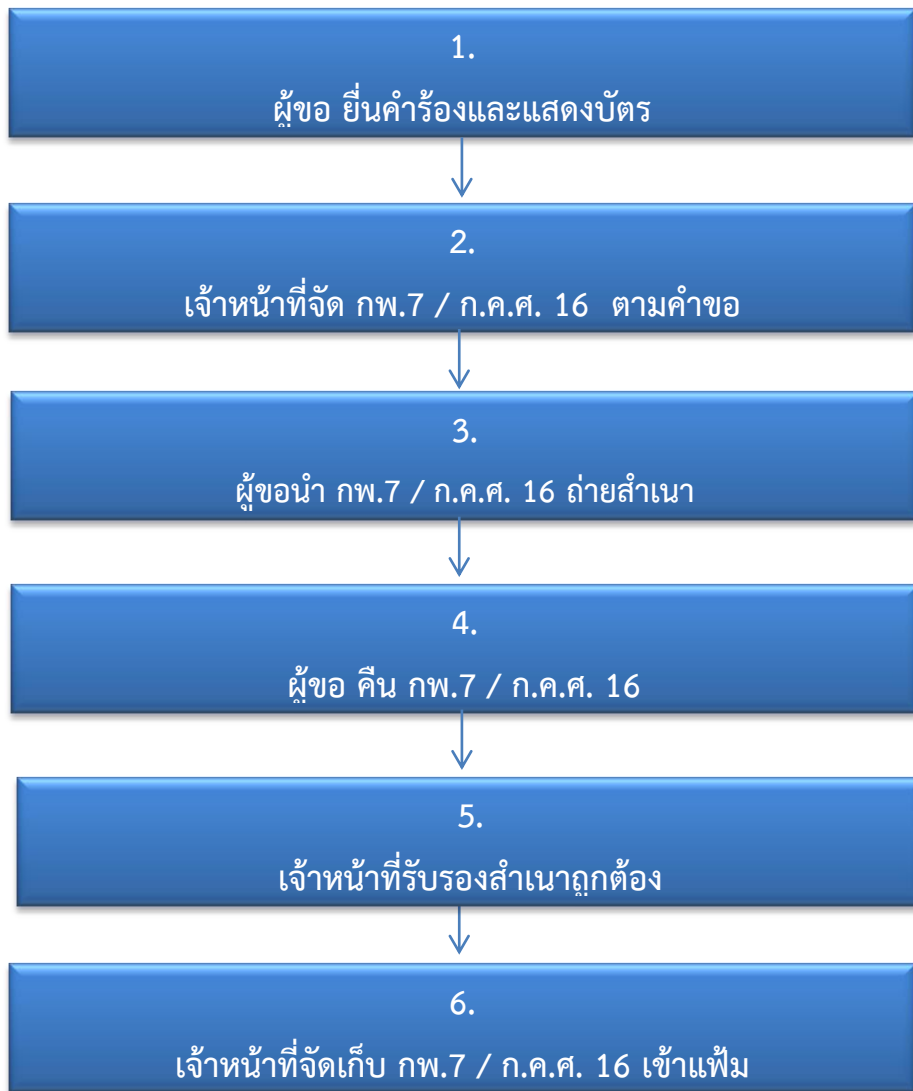 1.
ผู้ขอ ยื่นคำร้องและแสดงบัตร
2.
เจ้าหน้าที่จัด กพ.7 / ก.ค.ศ. 16 ตามคำขอ
3.
ผู้ขอนำ กพ.7 / ก.ค.ศ. 16 ถ่ายสำเนา
4.
ผู้ขอ คืน กพ.7 / ก.ค.ศ. 16
5.
เจ้าหน้าที่รับรองสำเนาถูกต้อง
6.
เจ้าหน้าที่จัดเก็บ กพ.7 / ก.ค.ศ. 16 เข้าแฟ้ม